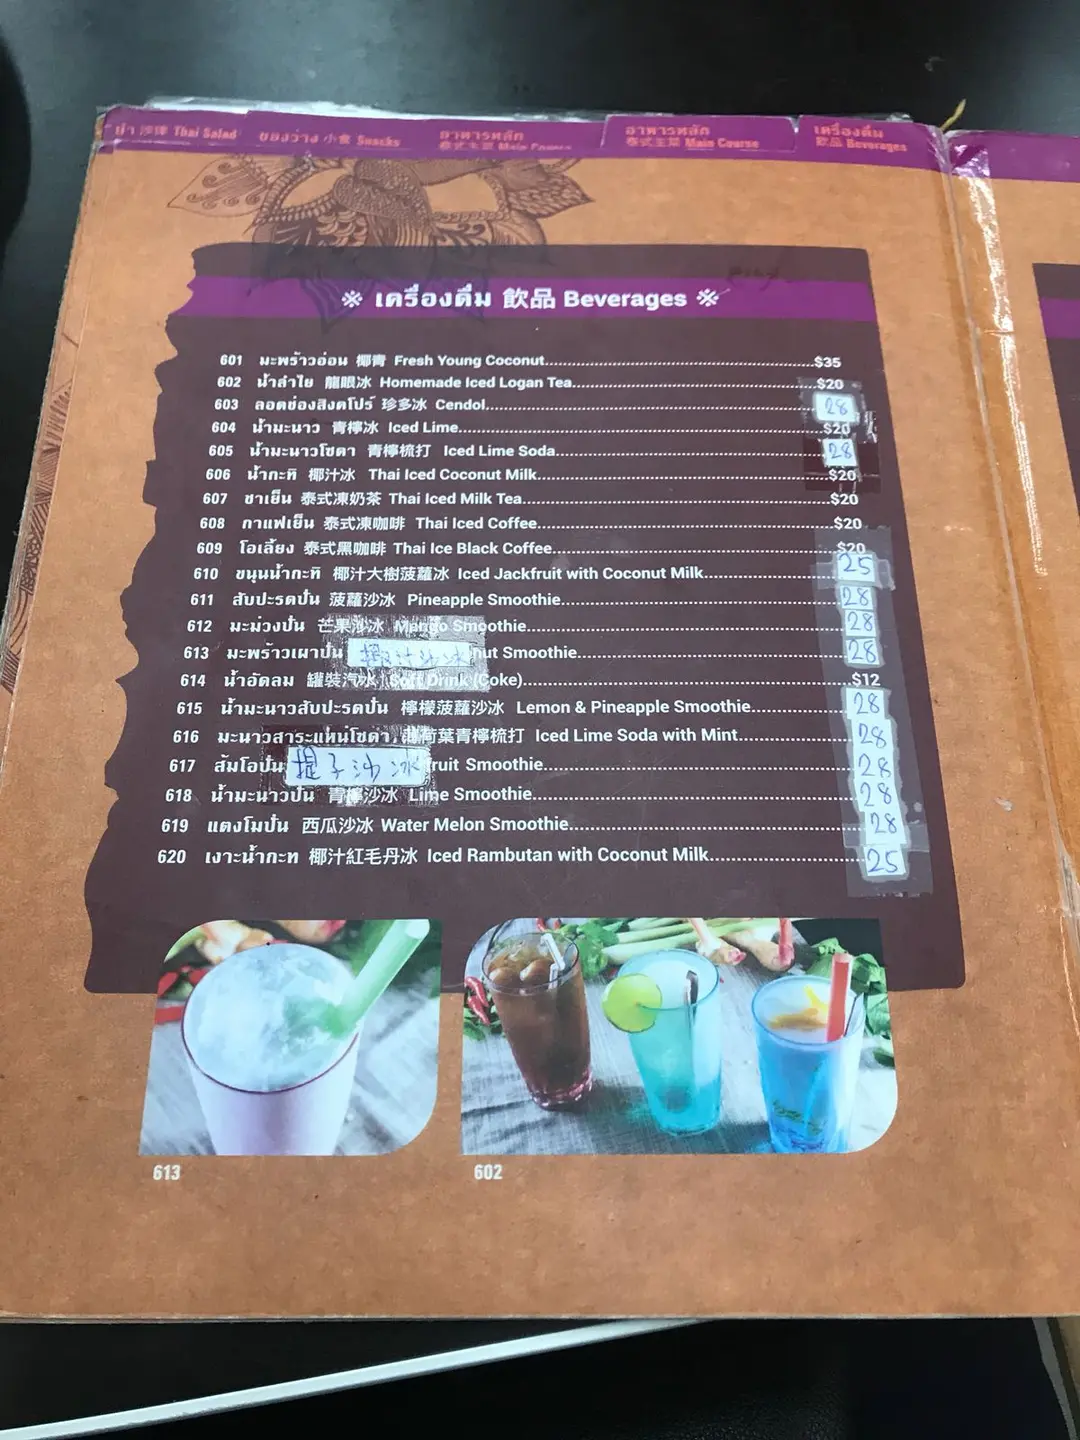 沙律 Thai Salad
ของว่าง 小食 Snacks
อาหารหลัก
泰式主菜 Main Course
อาหารหลัก
泰式主菜 Main Course
เครื่องดื่ม
飲品 Beverages
※ เครื่องดื่ม 飲品 Beverages ※
601 มะพร้าวอ่อน 椰青 Fresh Young Coconut $35
602 น้ำลำไย 龍眼冰 Homemade Iced Logan Tea $20
603 ลอดช่องสิงคโปร์ 珍多冰 Cendol 28
604 น้ำมะนาว 青檸冰 Iced Lime $20
605 น้ำมะนาวโซดา 青檸梳打 Iced Lime Soda 28
606 น้ำกะทิ 椰汁冰 Thai Iced Coconut Milk $20
607 ชาเย็น 泰式凍奶茶 Thai Iced Milk Tea $20
608 กาแฟเย็น 泰式凍咖啡 Thai Iced Coffee $20
609 โอเลี้ยง 泰式黑咖啡 Thai Ice Black Coffee $20
610 ขนุนน้ำกะทิ 椰汁大樹菠蘿冰 Iced Jackfruit with Coconut Milk 25
611 สับปะรดปั่น 菠蘿沙冰 Pineapple Smoothie 28
612 มะม่วงปั่น 芒果沙冰 Mango Smoothie 28
613 มะพร้าวเผาปั่น 椰汁沙冰 nut Smoothie 28
614 น้ำอัดลม 罐裝汽水 Soft Drink (Coke) $12
615 น้ำมะนาวสับปะรดปั่น 檸檬菠蘿沙冰 Lemon & Pineapple Smoothie 28
616 มะนาวสาระแหน่โซดา 薄荷葉青檸梳打 Iced Lime Soda with Mint 28
617 ส้มโอปั่น 提子沙冰 fruit Smoothie 28
618 น้ำมะนาวปั่น 青檸沙冰 Lime Smoothie 28
619 แตงโมปั่น 西瓜沙冰 Water Melon Smoothie 28
620 เงาะน้ำกะท 椰汁紅毛丹冰 Iced Rambutan with Coconut Milk 25
613
602